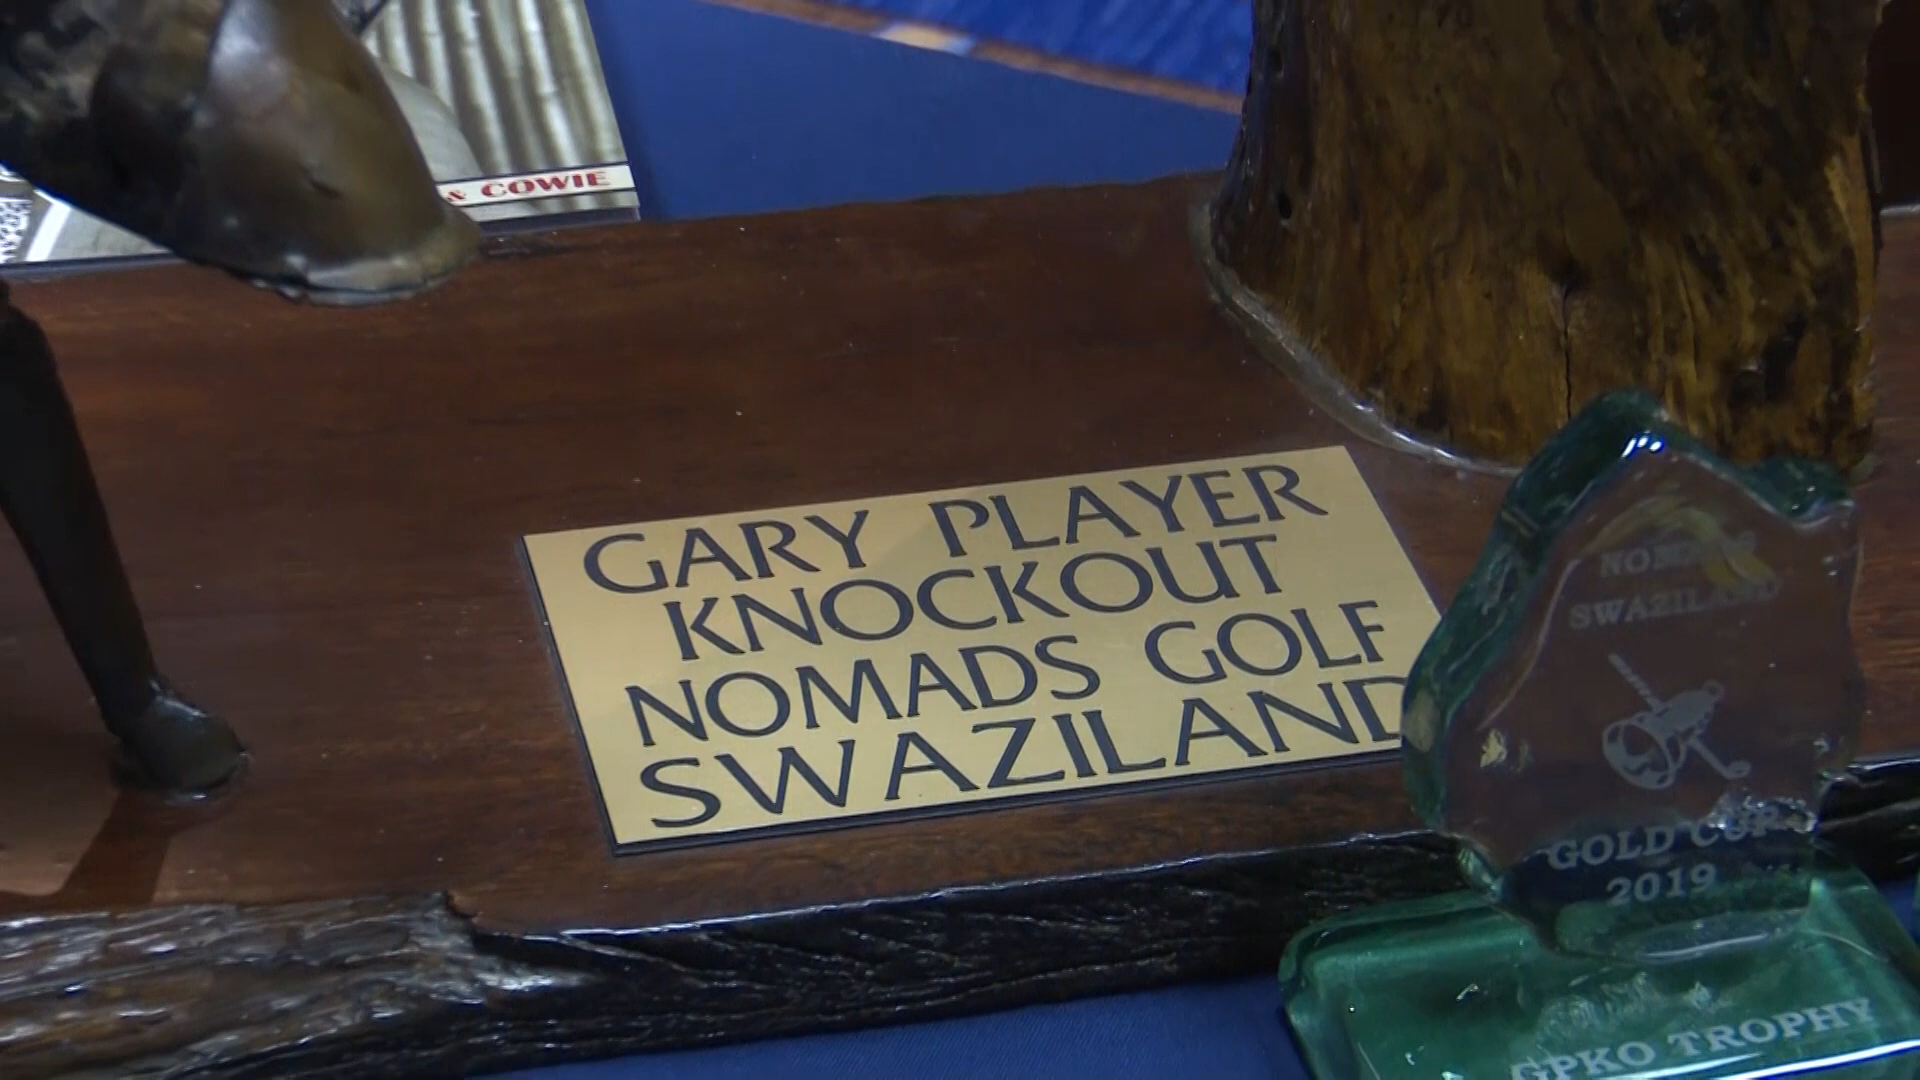 & COWIE
GARY PLAYER
KNOCKOUT
NOMADS GOLF
SWAZILAND
SWAZILAND
GOLD CUP
2019
GPKO TROPHY